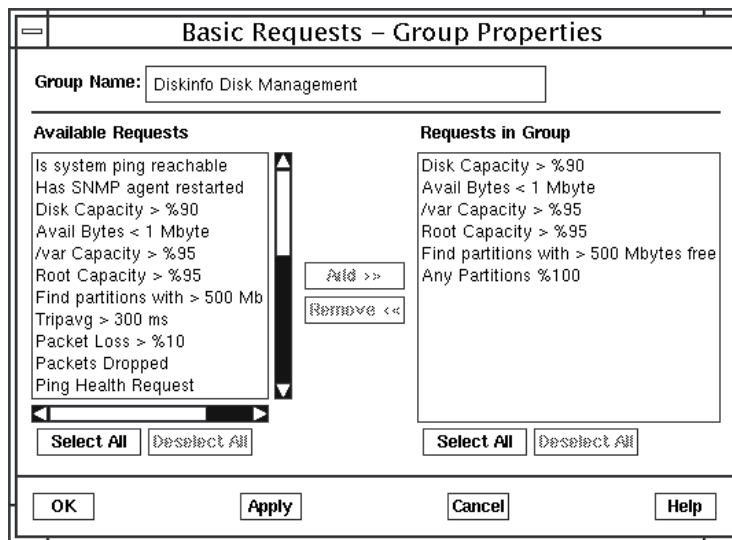 Basic Requests – Group Properties
Group Name: Diskinfo Disk Management
Available Requests
Is system ping reachable
Has SNMP agent restarted
Disk Capacity > %90
Avail Bytes < 1 Mbyte
/var Capacity > %95
Root Capacity > %95
Find partitions with > 500 Mb
Tripavg > 300 ms
Packet Loss > %10
Packets Dropped
Ping Health Request
Select All Deselect All
Add >>
Remove <<
Requests in Group
Disk Capacity > %90
Avail Bytes < 1 Mbyte
/var Capacity > %95
Root Capacity > %95
Find partitions with > 500 Mbytes free
Any Partitions %100
Select All Deselect All
OK Apply Cancel Help